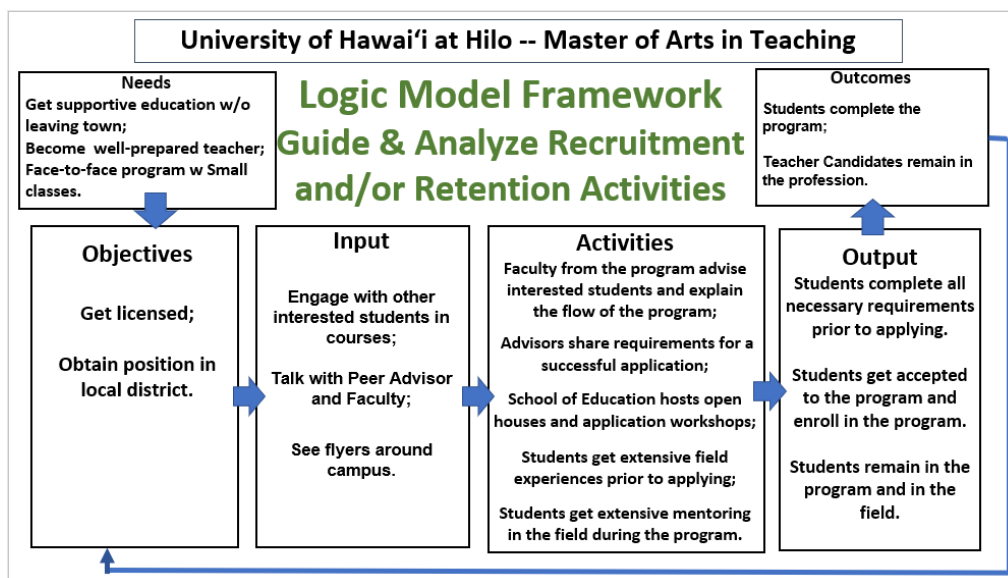 University of Hawai‘i at Hilo -- Master of Arts in Teaching
Needs
Get supportive education w/o
leaving town;
Become well-prepared teacher;
Face-to-face program w Small
classes.
Logic Model Framework
Guide & Analyze Recruitment
and/or Retention Activities
Outcomes
Students complete the
program;
Teacher Candidates remain in
the profession.
Objectives
Get licensed;
Obtain position in
local district.
Input
Engage with other
interested students in
courses;
Talk with Peer Advisor
and Faculty;
See flyers around
campus.
Activities
Faculty from the program advise
interested students and explain
the flow of the program;
Advisors share requirements for a
successful application;
School of Education hosts open
houses and application workshops;
Students get extensive field
experiences prior to applying;
Students get extensive mentoring
in the field during the program.
Output
Students complete all
necessary requirements
prior to applying.
Students get accepted
to the program and
enroll in the program.
Students remain in the
program and in the
field.